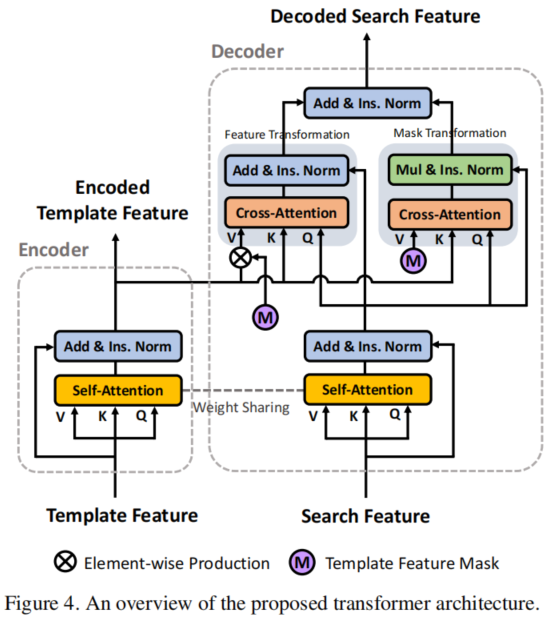 Decoded Search Feature
Decoder
Add & Ins. Norm
Feature Transformation
Mask Transformation
Add & Ins. Norm
Mul & Ins. Norm
Cross-Attention
Cross-Attention
V K Q
V K Q
M
M
Encoded
Template Feature
Encoder
Add & Ins. Norm
Add & Ins. Norm
Self-Attention
Self-Attention
Weight Sharing
V K Q
V K Q
Template Feature
Search Feature
Element-wise Production
M Template Feature Mask
Figure 4. An overview of the proposed transformer architecture.